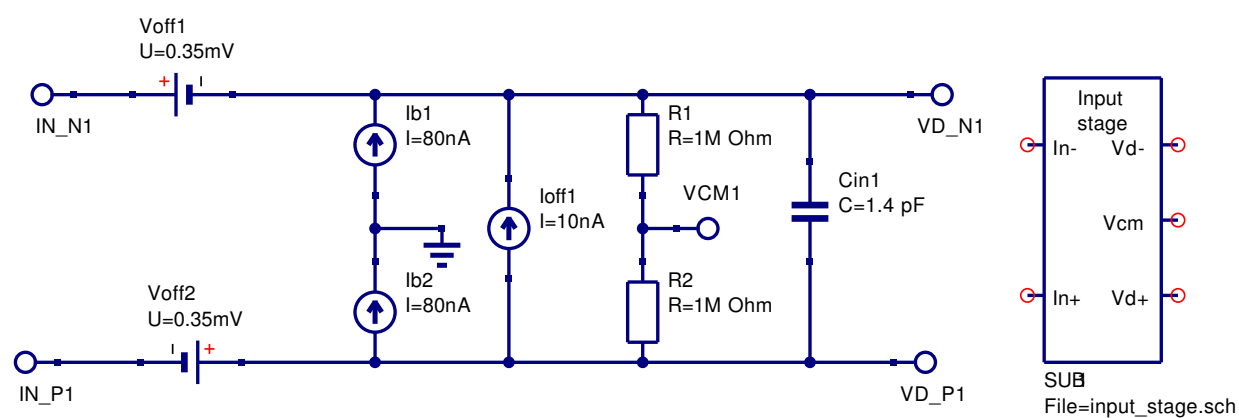 Voff1
U=0.35mV
+
I
IN_N1
Ib1
I=80nA
Ioff1
I=10nA
Ib2
I=80nA
R1
R=1M Ohm
VCM1
R2
R=1M Ohm
Cin1
C=1.4 pF
VD_N1
Voff2
U=0.35mV
I
+
IN_P1
VD_P1
Input
stage
In-
Vd-
Vcm
In+
Vd+
File=input_stage.sch